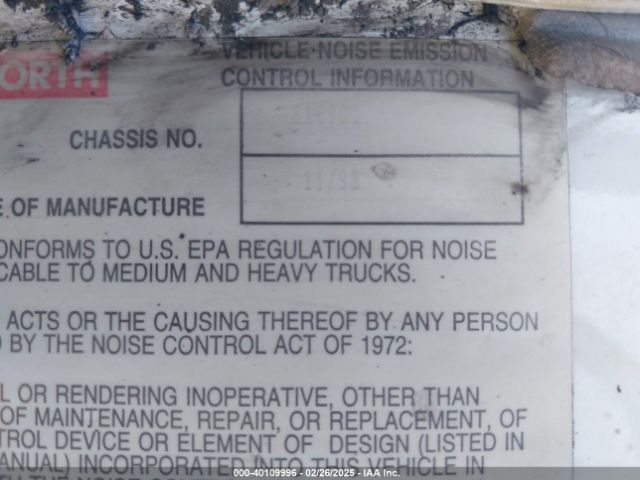 ORTH
VEHICLE NOISE EMISSION
CONTROL INFORMATION
CHASSIS NO.
11/98
E OF MANUFACTURE
ONFORMS TO U.S. EPA REGULATION FOR NOISE
ICABLE TO MEDIUM AND HEAVY TRUCKS.
ACTS OR THE CAUSING THEREOF BY ANY PERSON
D BY THE NOISE CONTROL ACT OF 1972:
L OR RENDERING INOPERATIVE, OTHER THAN
OF MAINTENANCE, REPAIR, OR REPLACEMENT, OF
TROL DEVICE OR ELEMENT OF DESIGN (LISTED IN
MANUAL) INCORPORATED INTO THIS VEHICLE IN
000-40109996 - 02/26/2025 - IAA Inc.